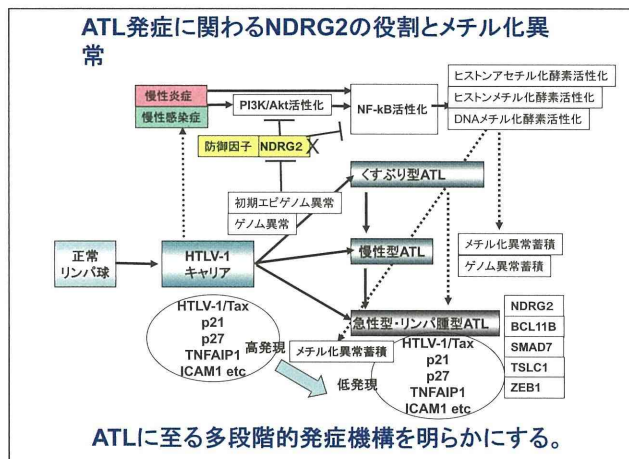 ATL発症に関わるNDRG2の役割とメチル化異
常
慢性炎症
慢性感染症
PI3K/Akt活性化
NF-kB活性化
ヒストンアセチル化酵素活性化
ヒストンメチル化酵素活性化
DNAメチル化酵素活性化
防御因子
NDRG2
X
初期エピゲノム異常
ゲノム異常
くすぶり型ATL
慢性型ATL
メチル化異常蓄積
ゲノム異常蓄積
正常
リンパ球
HTLV-1
キャリア
急性型・リンパ腫型ATL
HTLV-1/Tax
p21
p27
TNFAIP1
ICAM1 etc
高発現
メチル化異常蓄積
低発現
HTLV-1/Tax
p21
p27
TNFAIP1
ICAM1 etc
NDRG2
BCL11B
SMAD7
TSLC1
ZEB1
ATLに至る多段階的発症機構を明らかにする。